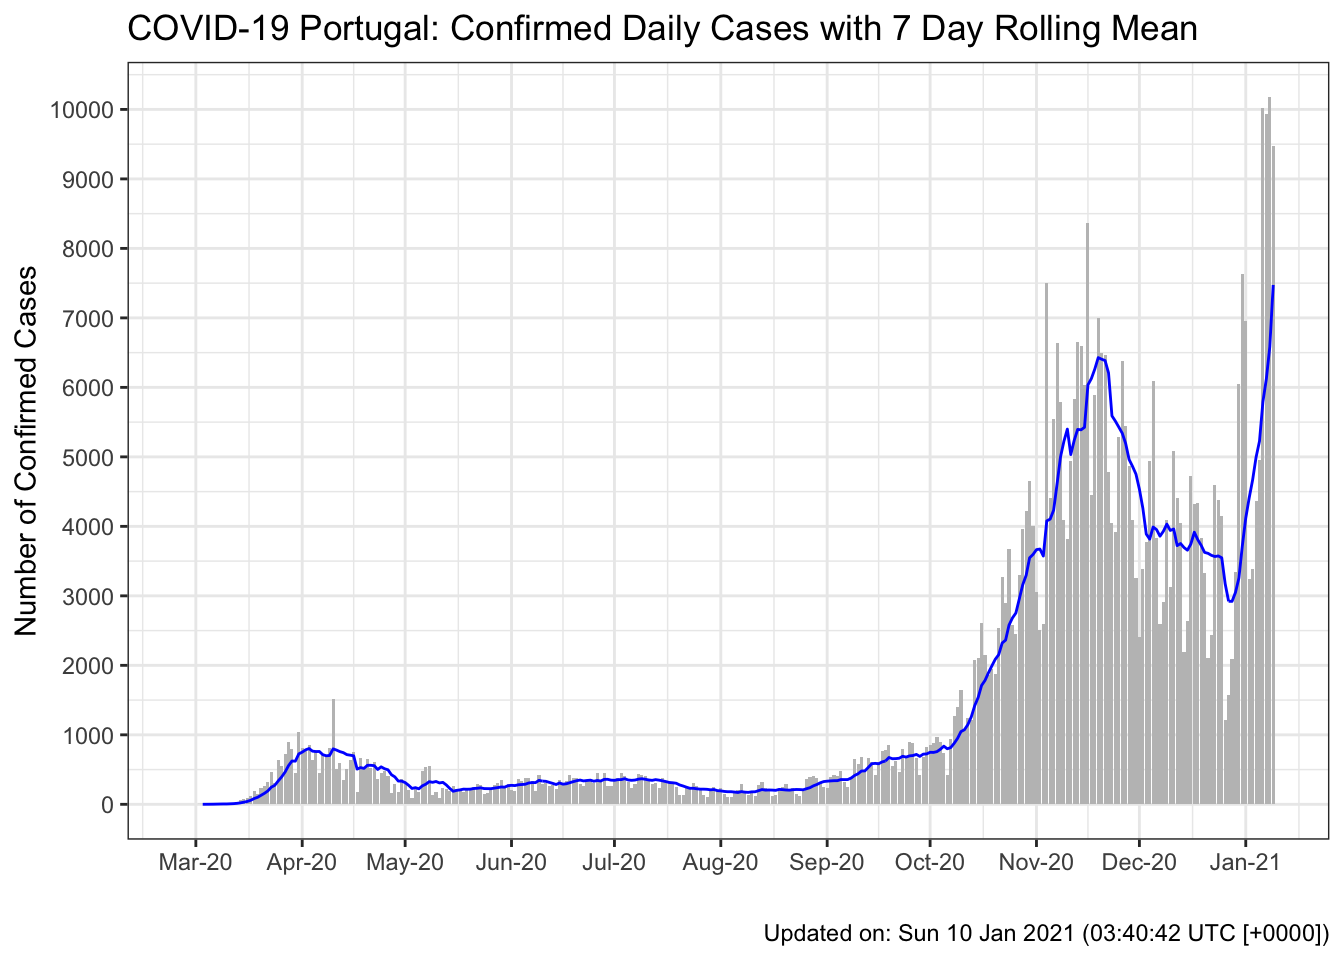 COVID-19 Portugal: Confirmed Daily Cases with 7 Day Rolling Mean
Number of Confirmed Cases
10000
9000
8000
7000
6000
5000
4000
3000
2000
1000
0
Mar-20 Apr-20 May-20 Jun-20 Jul-20 Aug-20 Sep-20 Oct-20 Nov-20 Dec-20 Jan-21
Updated on: Sun 10 Jan 2021 (03:40:42 UTC [+0000])